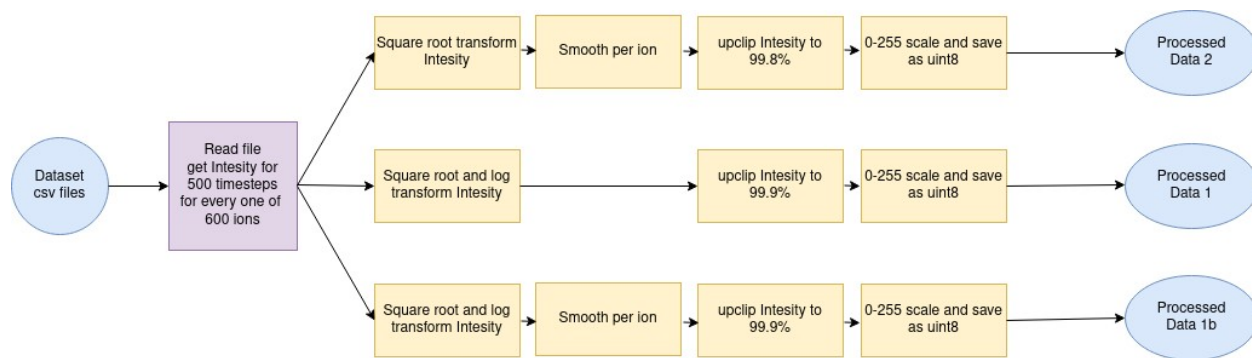 Dataset
csv files
Read file
get Intesity for
500 timesteps
for every one of
600 ions
Square root transform
Intesity
Smooth per ion
upclip Intesity to
99.8%
0-255 scale and save
as uint8
Processed
Data 2
Square root and log
transform Intesity
upclip Intesity to
99.9%
0-255 scale and save
as uint8
Processed
Data 1
Square root and log
transform Intesity
Smooth per ion
upclip Intesity to
99.9%
0-255 scale and save
as uint8
Processed
Data 1b